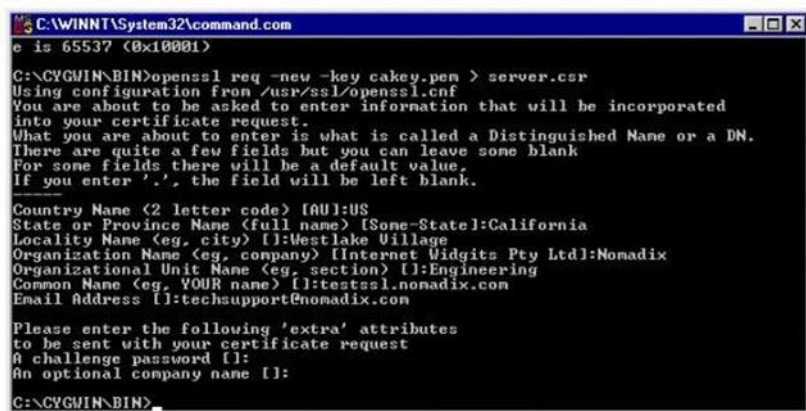 C:\WINNT\System32\command.com
e is 65537 (0x10001)
C:\CYGWIN\BIN>openssl req -new -key cakey.pem > server.csr
Using configuration from /usr/ssl/openssl.cnf
You are about to be asked to enter information that will be incorporated
into your certificate request.
What you are about to enter is what is called a Distinguished Name or a DN.
There are quite a few fields but you can leave some blank
For some fields there will be a default value,
If you enter '.', the field will be left blank.
-----
Country Name (2 letter code) [AU]:US
State or Province Name (full name) [Some-State]:California
Locality Name (eg, city) []:Westlake Village
Organization Name (eg, company) [Internet Widgits Pty Ltd]:Nomadix
Organizational Unit Name (eg, section) []:Engineering
Common Name (eg, YOUR name) []:testssl.nomadix.com
Email Address []:techsupport@nomadix.com
Please enter the following 'extra' attributes
to be sent with your certificate request
A challenge password []:
An optional company name []:
C:\CYGWIN\BIN>_